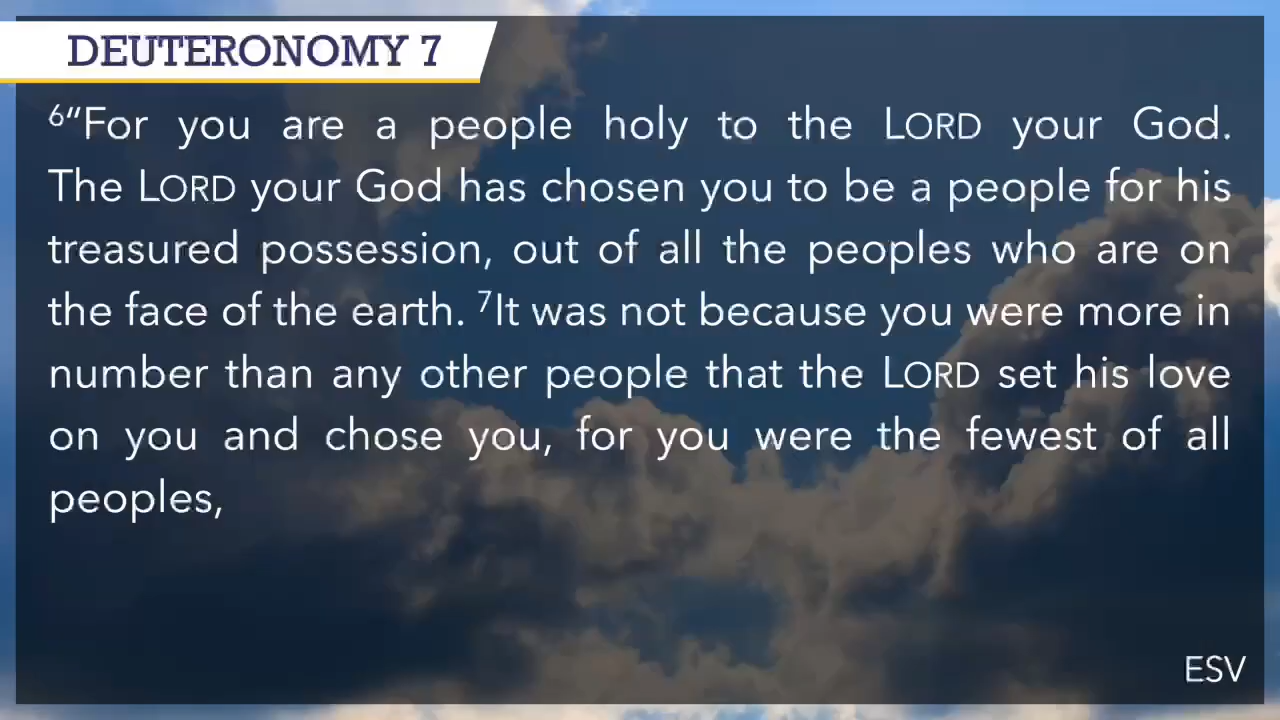 DEUTERONOMY 7
⁶“For you are a people holy to the LORD your God.
The LORD your God has chosen you to be a people for his
treasured possession, out of all the peoples who are on
the face of the earth. ⁷It was not because you were more in
number than any other people that the LORD set his love
on you and chose you, for you were the fewest of all
peoples,
ESV